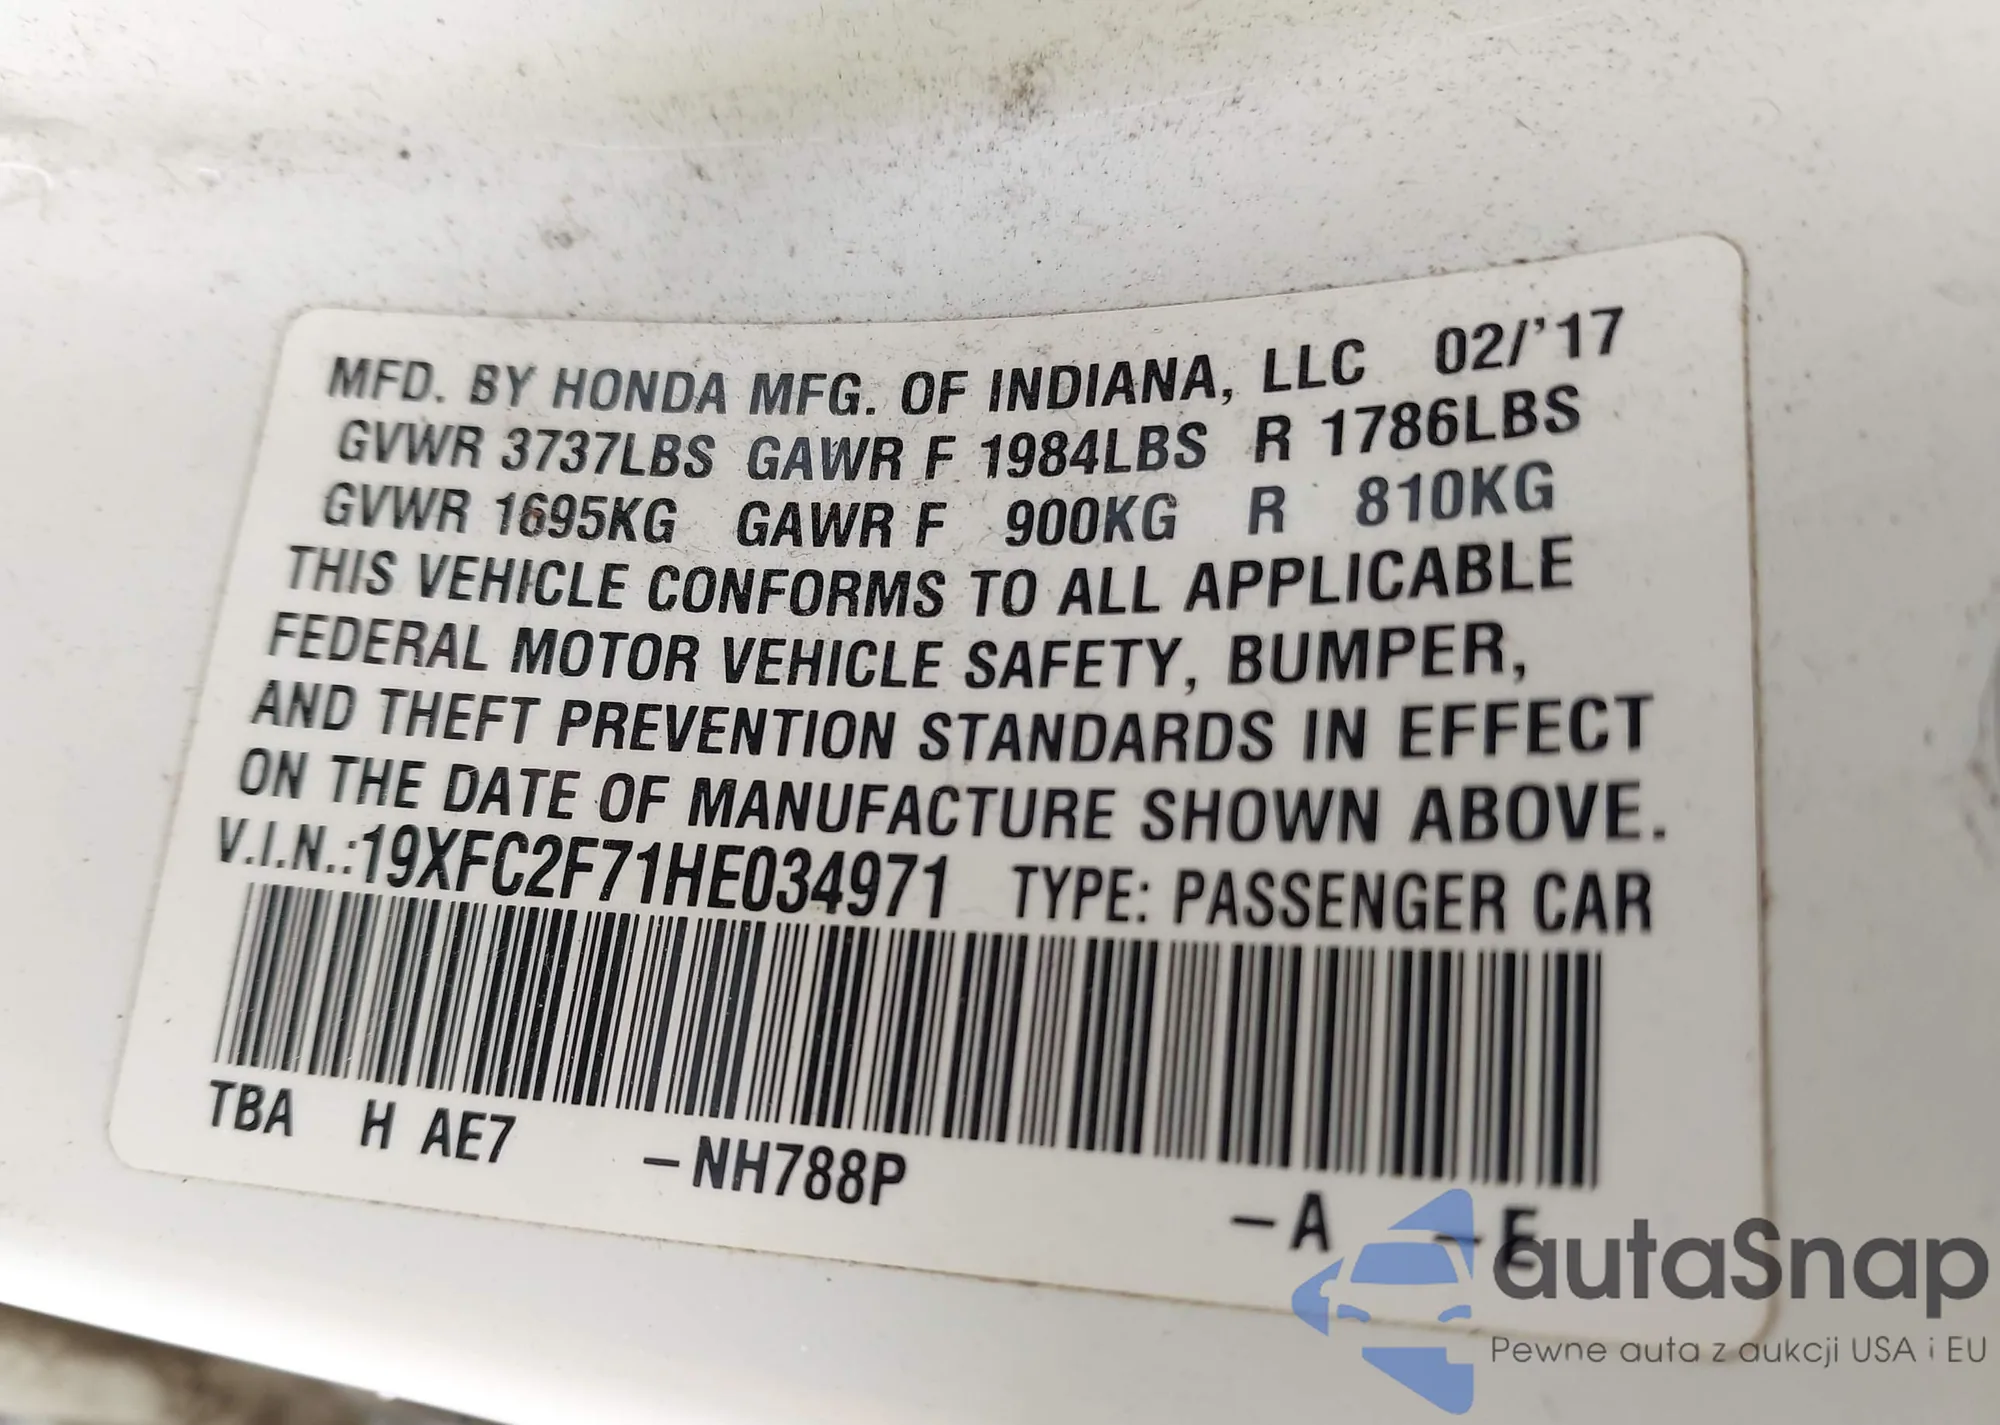 MFD. BY HONDA MFG. OF INDIANA, LLC 02/'17
GVWR 3737LBS GAWR F 1984LBS R 1786LBS
GVWR 1695KG GAWR F 900KG R 810KG
THIS VEHICLE CONFORMS TO ALL APPLICABLE
FEDERAL MOTOR VEHICLE SAFETY, BUMPER,
AND THEFT PREVENTION STANDARDS IN EFFECT
ON THE DATE OF MANUFACTURE SHOWN ABOVE.
V.I.N.:19XFC2F71HE034971 TYPE: PASSENGER CAR
TBA H AE7 –NH788P –A –E
autaSnap
Pewne auta z aukcji USA i EU